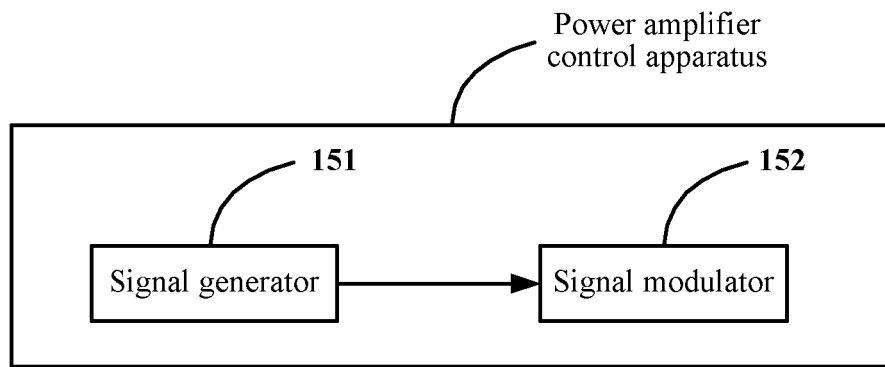 Power amplifier
control apparatus
151
152
Signal generator
Signal modulator